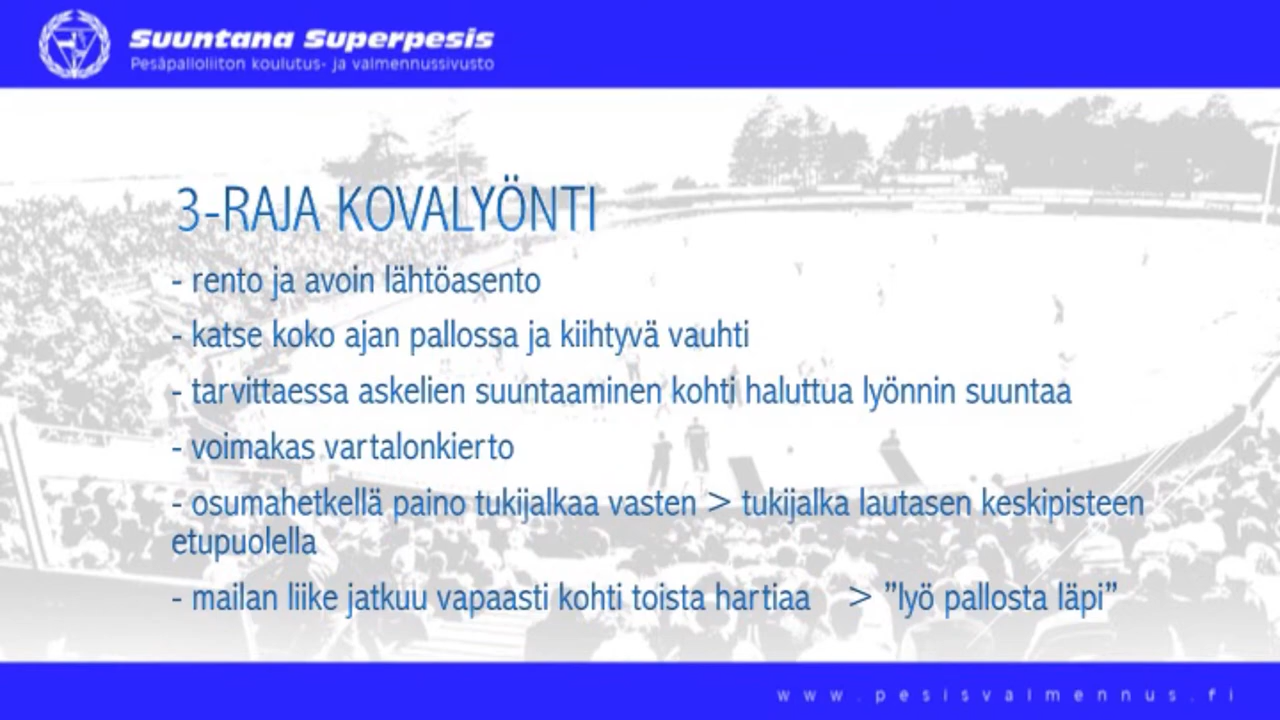 Suuntana Superpesis
Pesäpalloliiton koulutus- ja valmennussivusto
3-RAJA KOVALYÖNTI
- rento ja avoin lähtöasento
- katse koko ajan pallossa ja kiihtyvä vauhti
- tarvittaessa askelien suuntaaminen kohti haluttua lyönnin suuntaa
- voimakas vartalonkierto
- osumahetkellä paino tukijalkaa vasten > tukijalka lautasen keskipisteen
etupuolella
- mailan liike jatkuu vapaasti kohti toista hartiaa > ”lyö pallosta läpi”
www.pesisvalmennus.fi